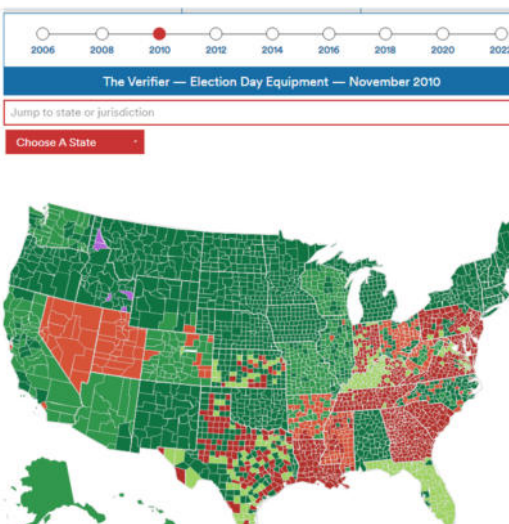 2006 2008 2010 2012 2014 2016 2018 2020 2022
The Verifier — Election Day Equipment — November 2010
Jump to state or jurisdiction
Choose A State